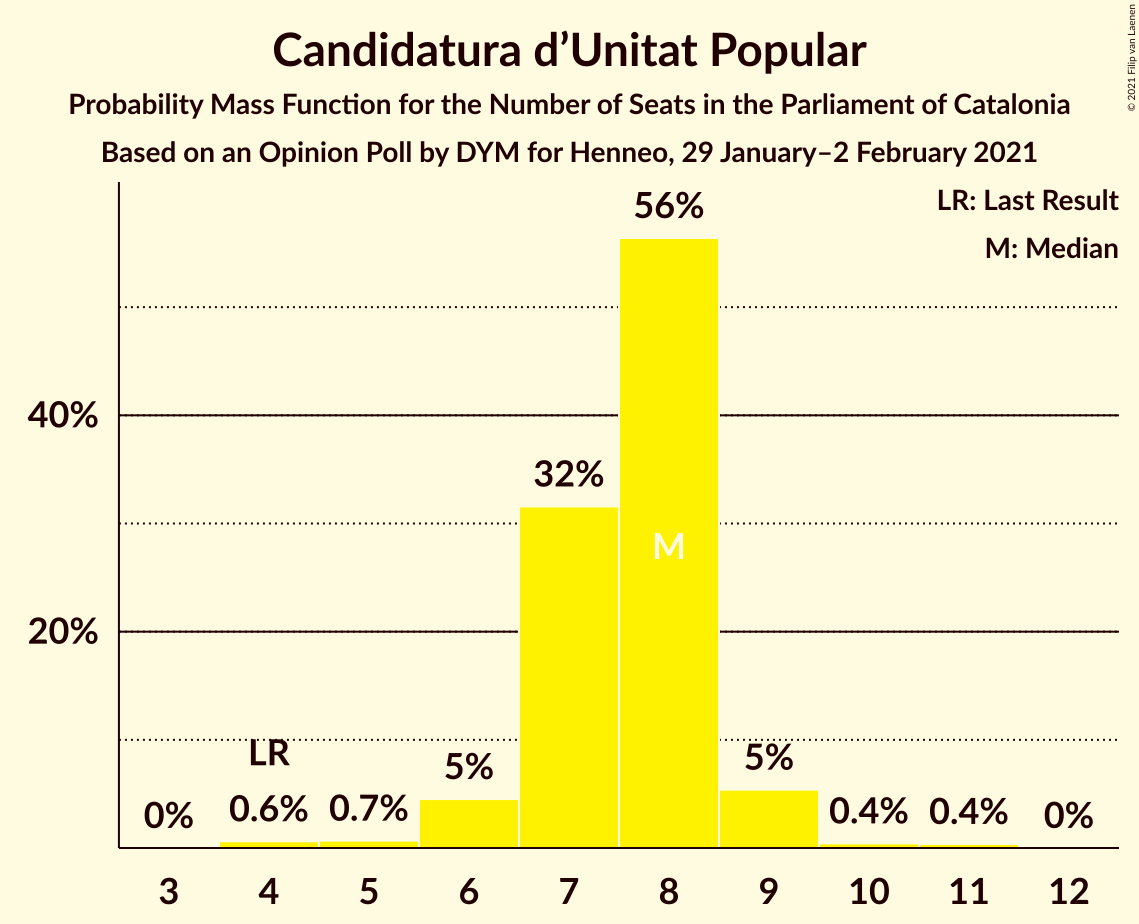 Candidatura d’Unitat Popular
Probability Mass Function for the Number of Seats in the Parliament of Catalonia
Based on an Opinion Poll by DYM for Henneo, 29 January–2 February 2021
© 2021 Filip van Laenen
LR: Last Result
M: Median
56%
40%
32%
M
20%
LR
0% 0.6% 0.7% 5% 5% 0.4% 0.4% 0%
3 4 5 6 7 8 9 10 11 12